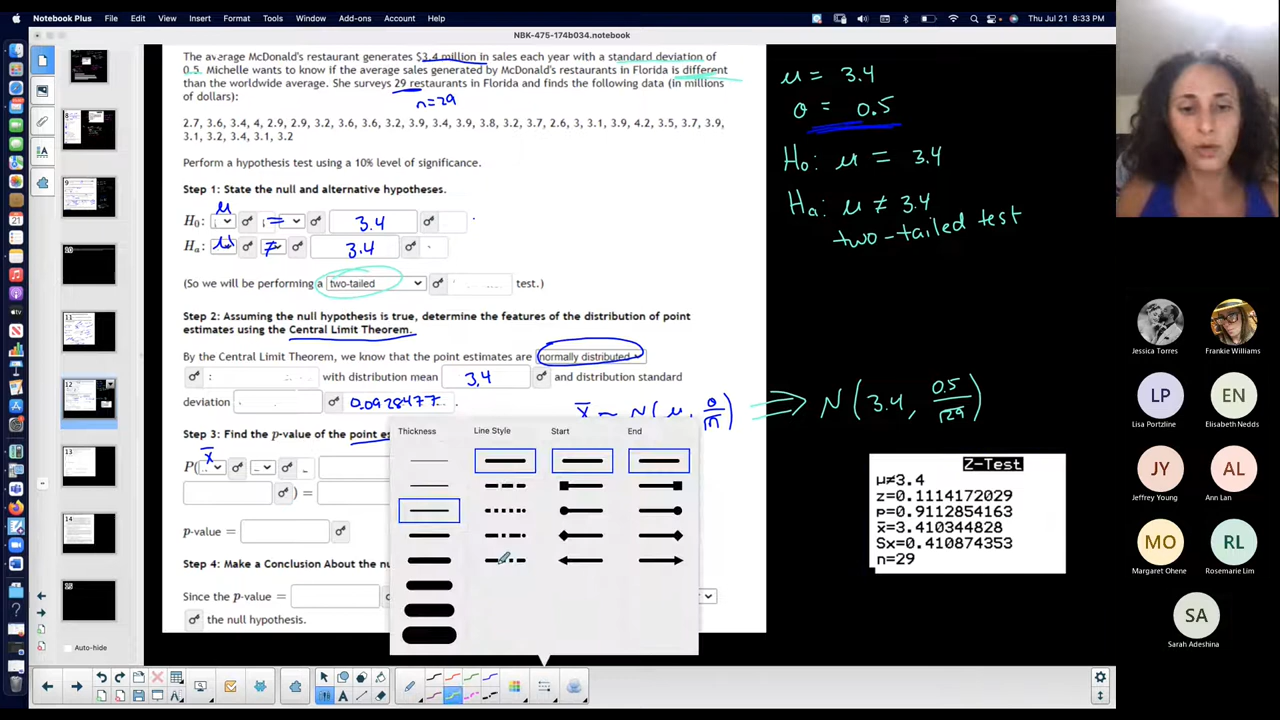 Notebook Plus File Edit View Insert Format Tools Add-ons Account Help Thu Jul 21 8:33 PM
NBK-475-174b034.notebook
The average McDonald's restaurant generates $3.4 million in sales each year with a standard deviation of
0.5. Michelle wants to know if the average sales generated by McDonald's restaurants in Florida is different
than the worldwide average. She surveys 29 restaurants in Florida and finds the following data (in millions
of dollars):
n=29
2.7, 3.6, 3.4, 4, 2.9, 2.9, 3.2, 3.6, 3.6, 3.2, 3.9, 3.4, 3.9, 3.8, 3.2, 3.7, 2.6, 3, 3.1, 3.9, 4.2, 3.5, 3.7, 3.9,
3.1, 3.2, 3.4, 3.1, 3.2
Perform a hypothesis test using a 10% level of significance.
Step 1: State the null and alternative hypotheses.
H0: μ = 3.4
Ha: μ ≠ 3.4
(So we will be performing a two-tailed test.)
Step 2: Assuming the null hypothesis is true, determine the features of the distribution of point
estimates using the Central Limit Theorem.
By the Central Limit Theorem, we know that the point estimates are normally distributed
with distribution mean 3.4 and distribution standard
deviation 0.0928477.
Step 3: Find the p-value of the point es
P( x̄
) =
p-value =
Step 4: Make a Conclusion About the nu
Since the p-value =
the null hypothesis.
μ = 3.4
σ = 0.5
H0: μ = 3.4
Ha: μ ≠ 3.4
two-tailed test
x̄ ~ N(μ, σ/√n) ⇒ N(3.4, 0.5/√29)
Z-Test
μ≠3.4
z=0.1114172029
p=0.9112854163
x̄=3.410344828
Sx=0.410874353
n=29
Thickness Line Style Start End
8
9
10
11
12
13
14
Auto-hide
Jessica Torres
Frankie Williams
LP
Lisa Portzline
EN
Elisabeth Nedds
JY
Jeffrey Young
AL
Ann Lan
MO
Margaret Ohene
RL
Rosemarie Lim
SA
Sarah Adeshina